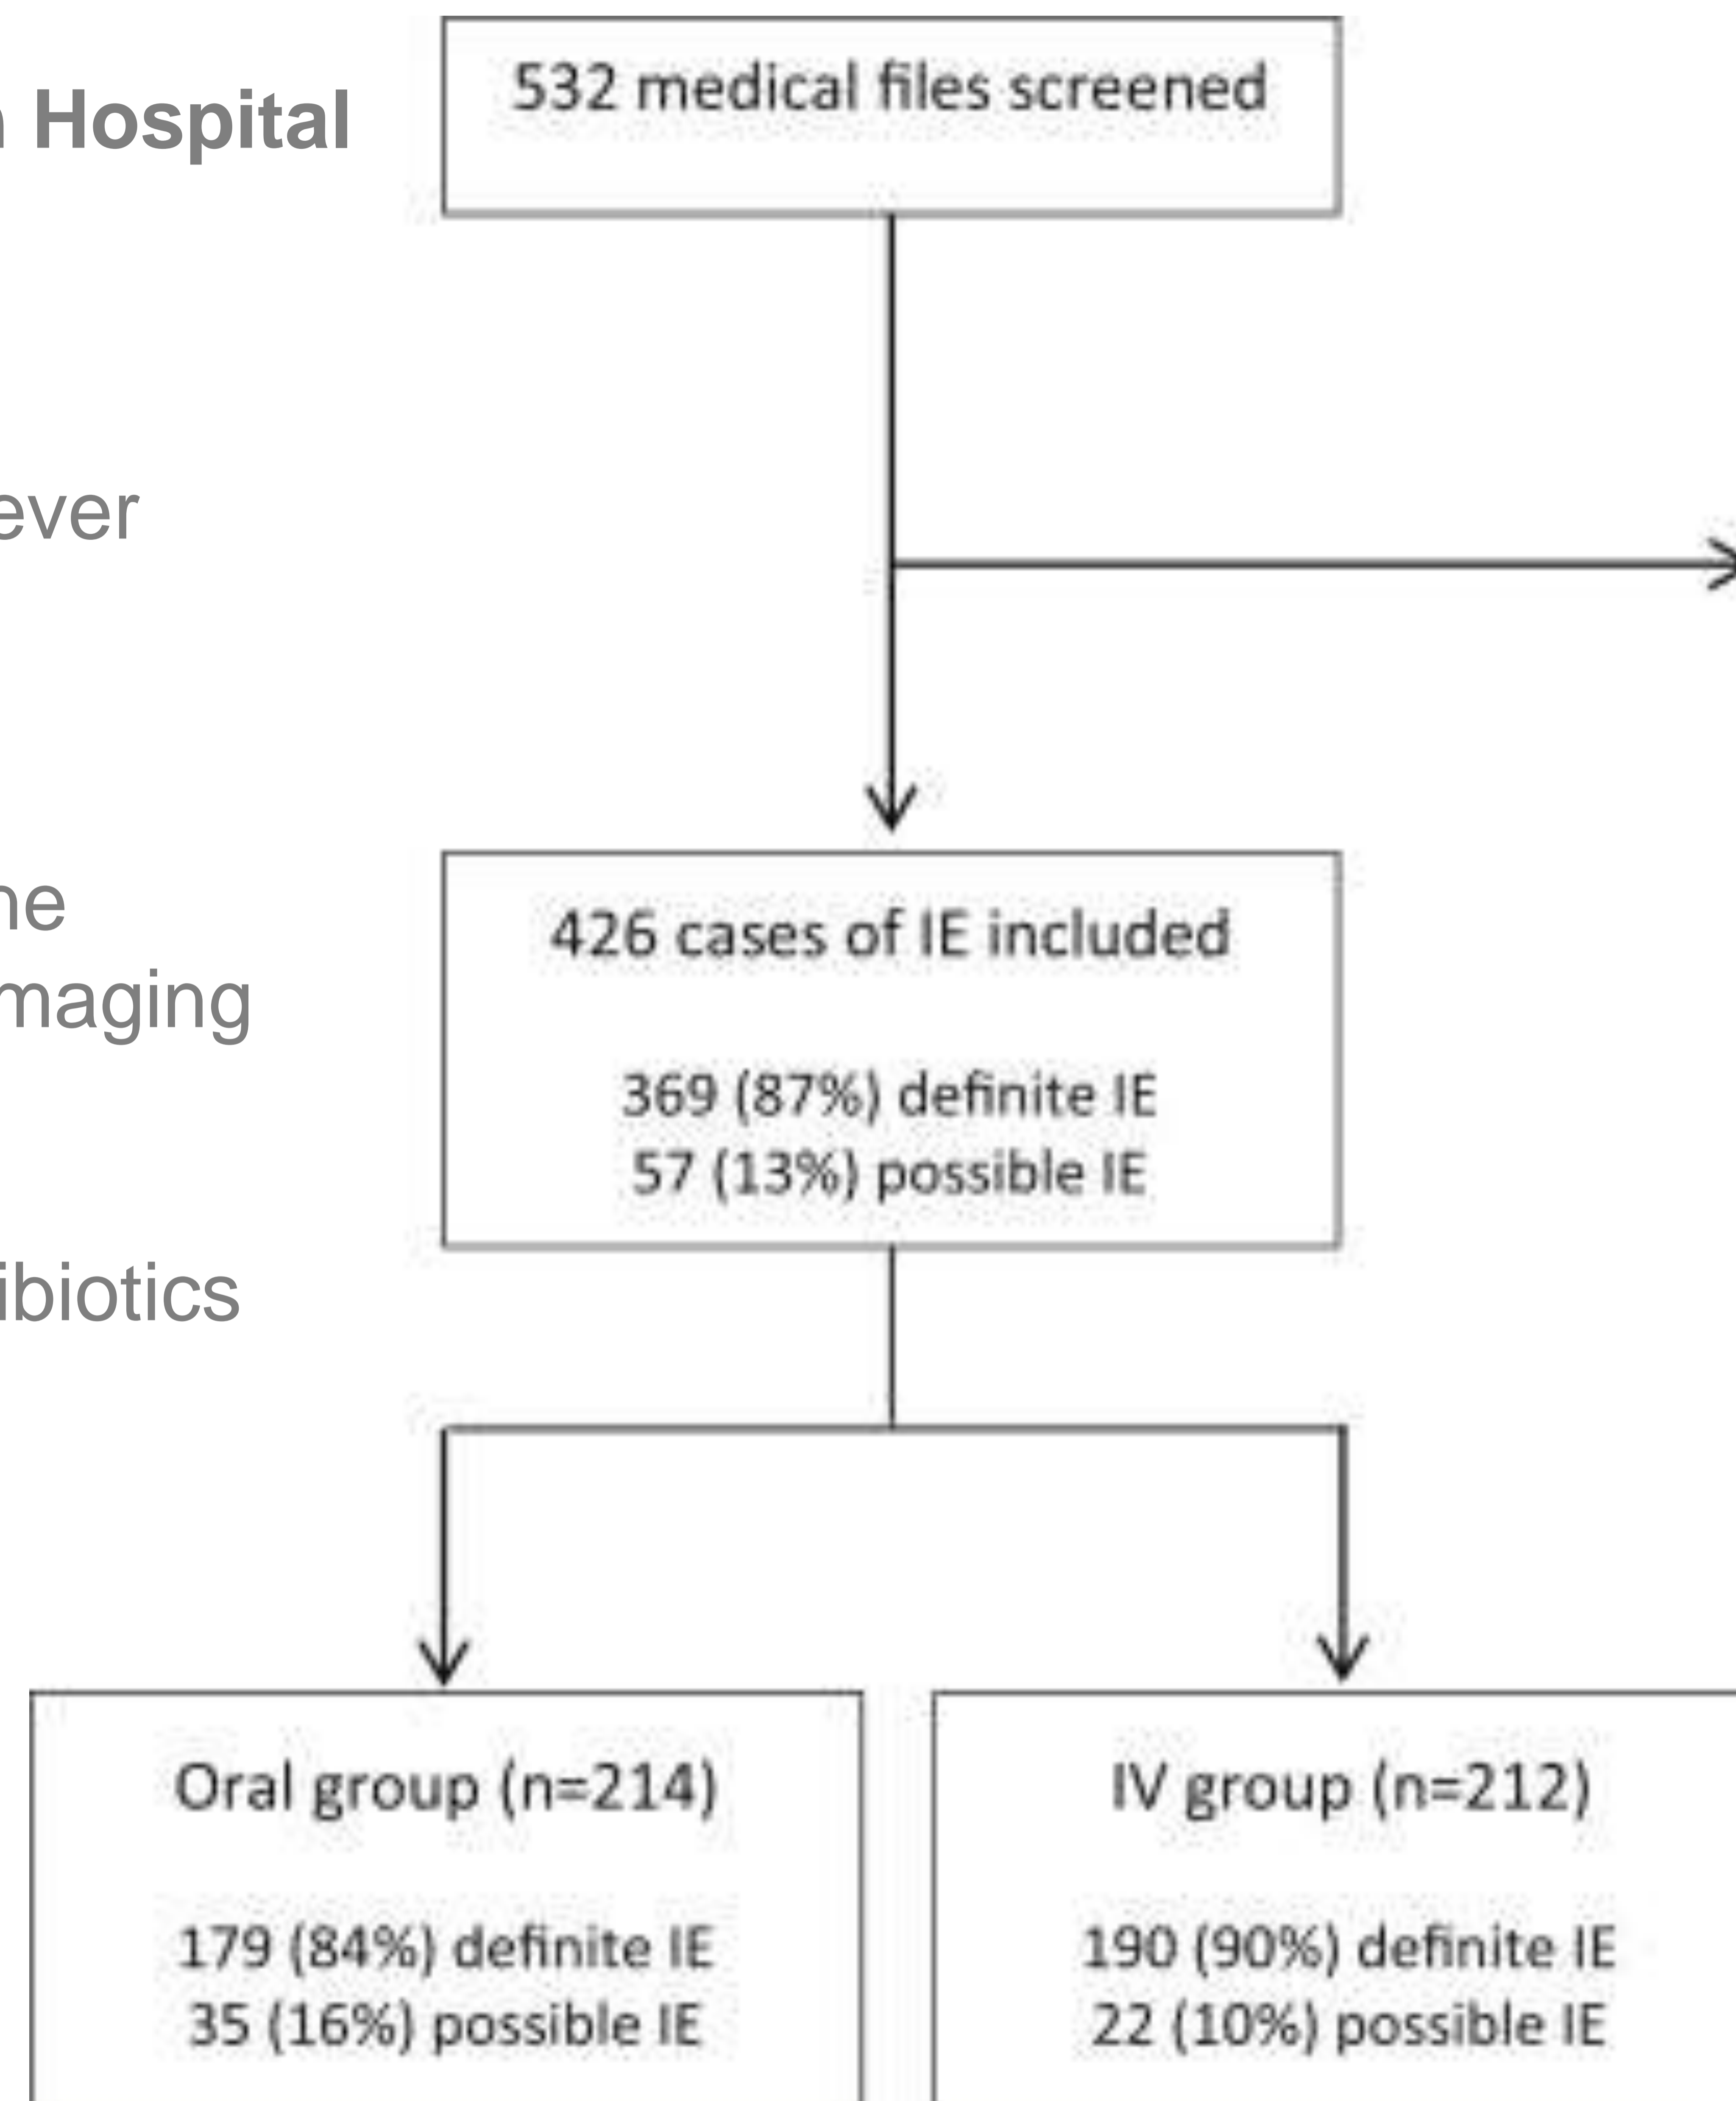 Hospital
532 medical files screened
ever
ne
maging
426 cases of IE included
369 (87%) definite IE
57 (13%) possible IE
ibiotics
Oral group (n=214)
179 (84%) definite IE
35 (16%) possible IE
IV group (n=212)
190 (90%) definite IE
22 (10%) possible IE